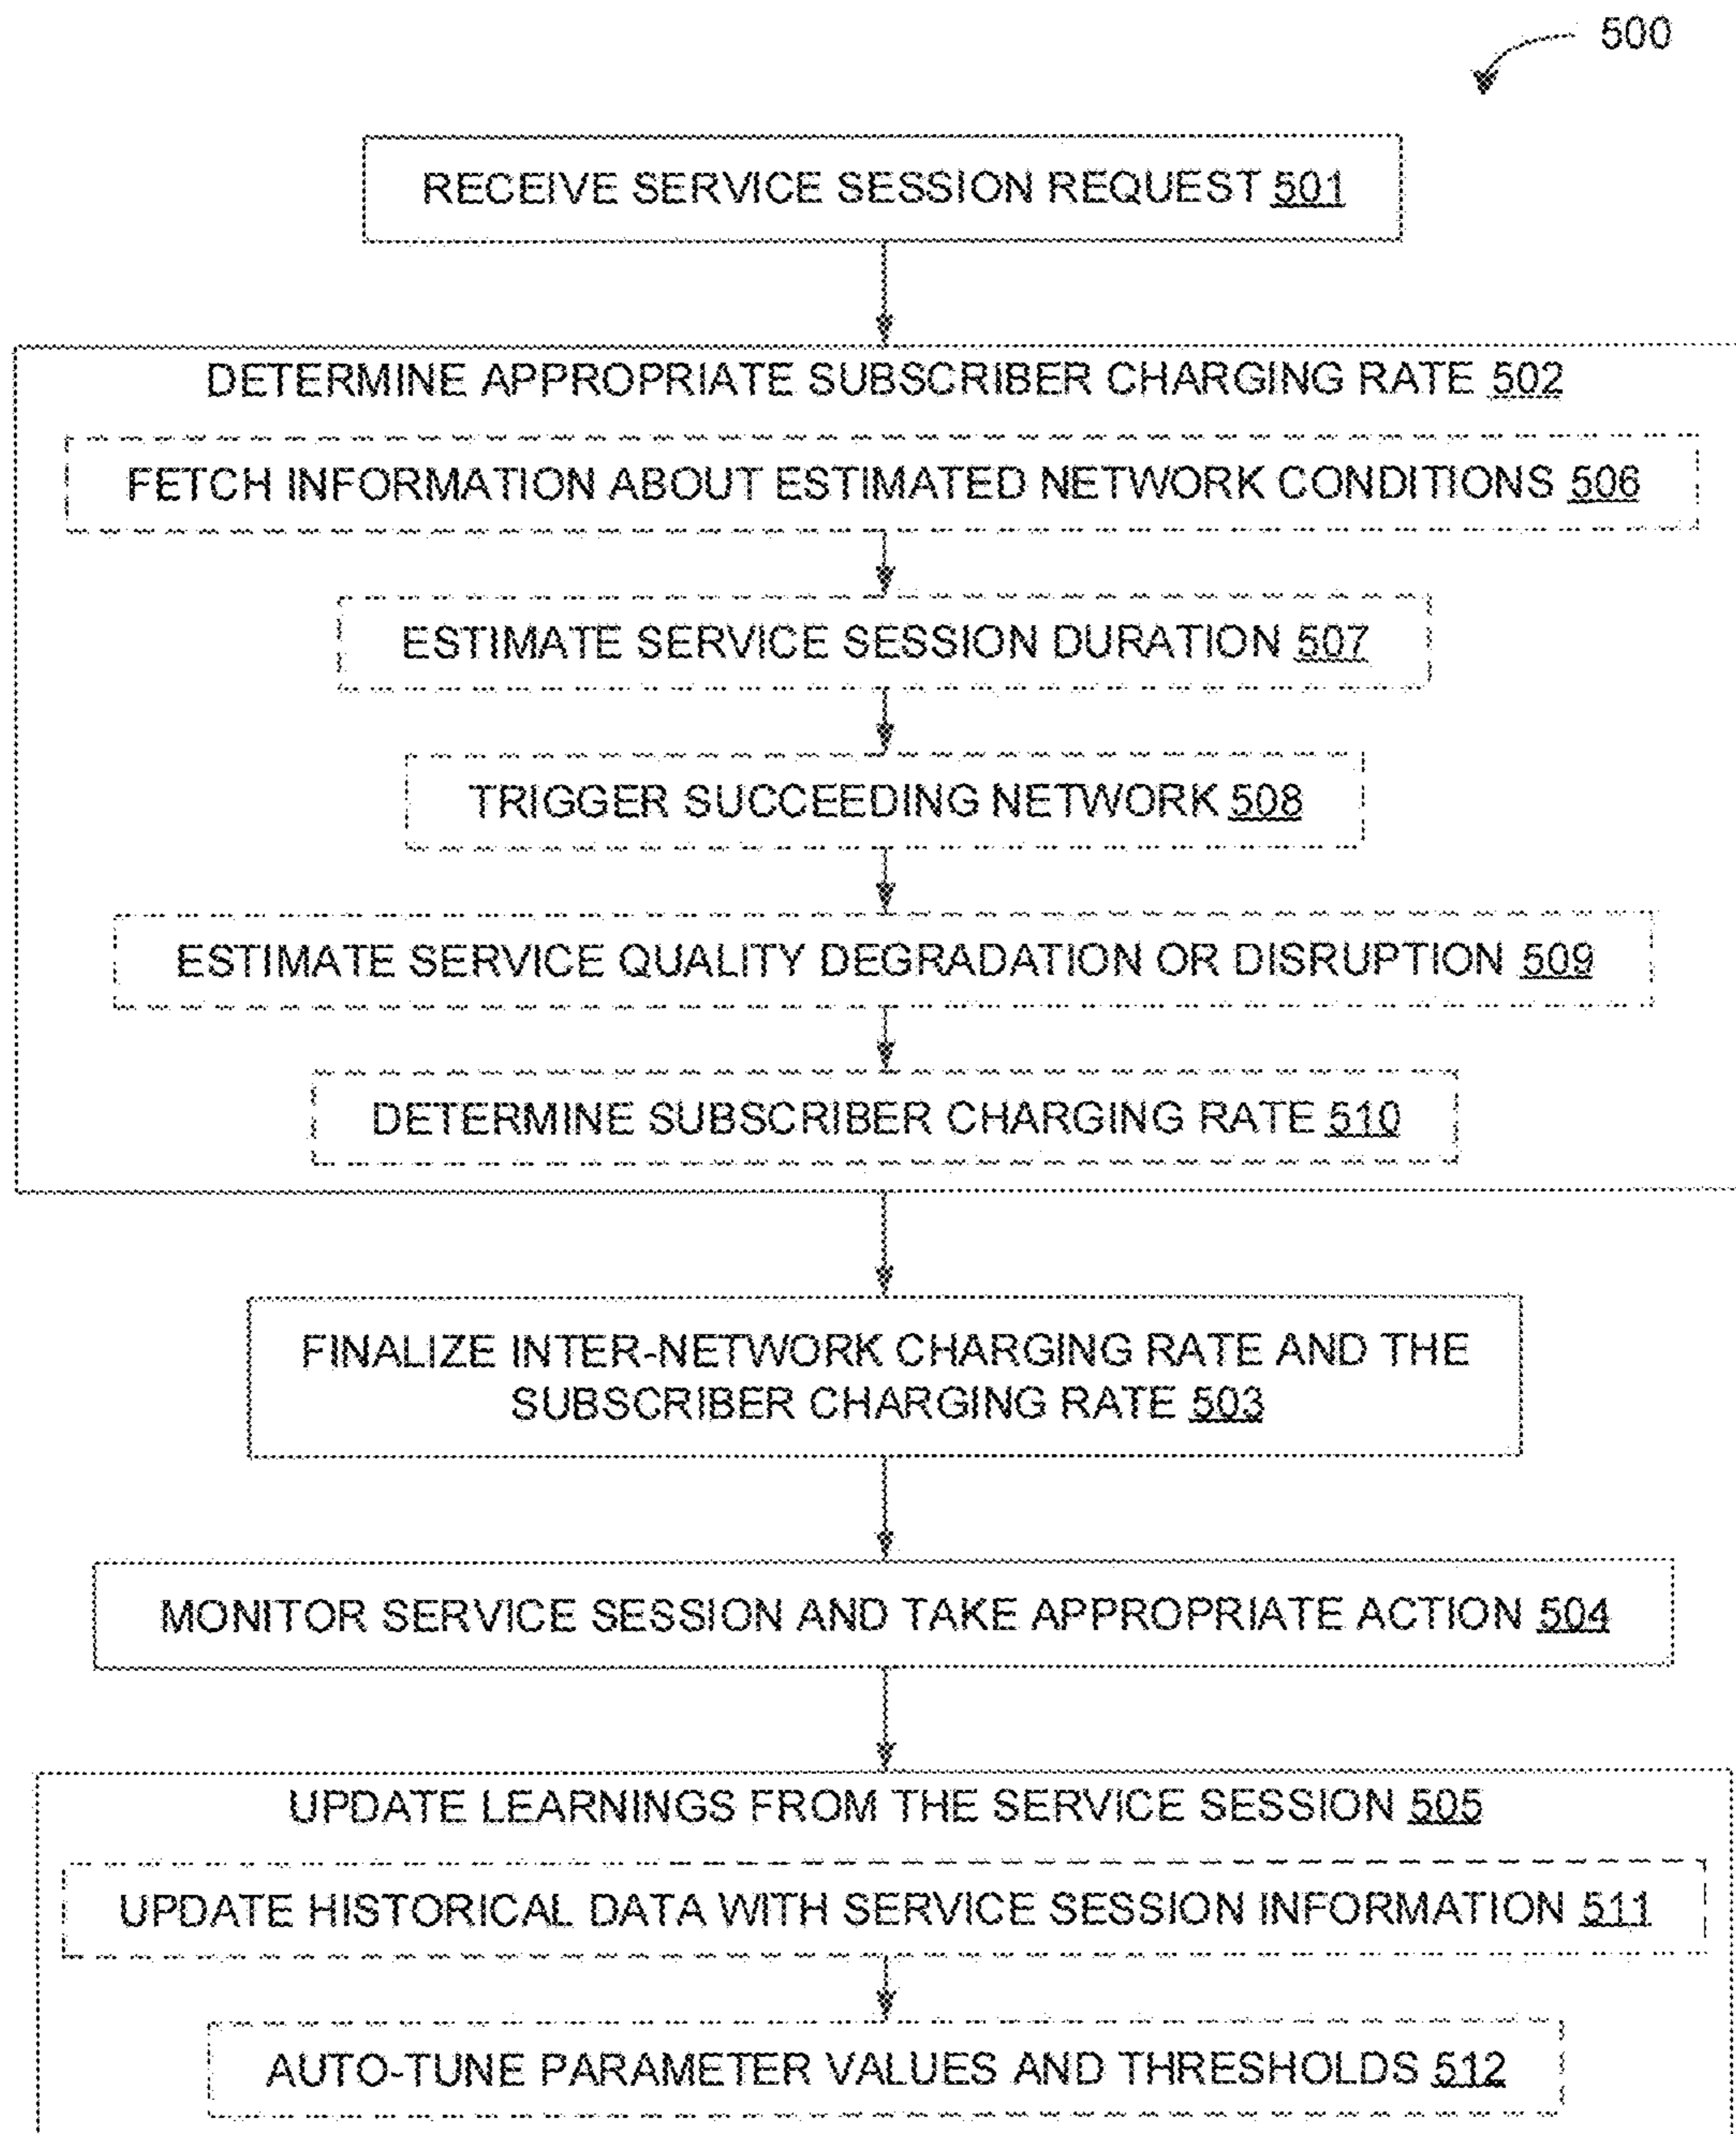 500
RECEIVE SERVICE SESSION REQUEST 501
DETERMINE APPROPRIATE SUBSCRIBER CHARGING RATE 502
FETCH INFORMATION ABOUT ESTIMATED NETWORK CONDITIONS 506
ESTIMATE SERVICE SESSION DURATION 507
TRIGGER SUCCEEDING NETWORK 508
ESTIMATE SERVICE QUALITY DEGRADATION OR DISRUPTION 509
DETERMINE SUBSCRIBER CHARGING RATE 510
FINALIZE INTER-NETWORK CHARGING RATE AND THE
SUBSCRIBER CHARGING RATE 503
MONITOR SERVICE SESSION AND TAKE APPROPRIATE ACTION 504
UPDATE LEARNINGS FROM THE SERVICE SESSION 505
UPDATE HISTORICAL DATA WITH SERVICE SESSION INFORMATION 511
AUTO-TUNE PARAMETER VALUES AND THRESHOLDS 512